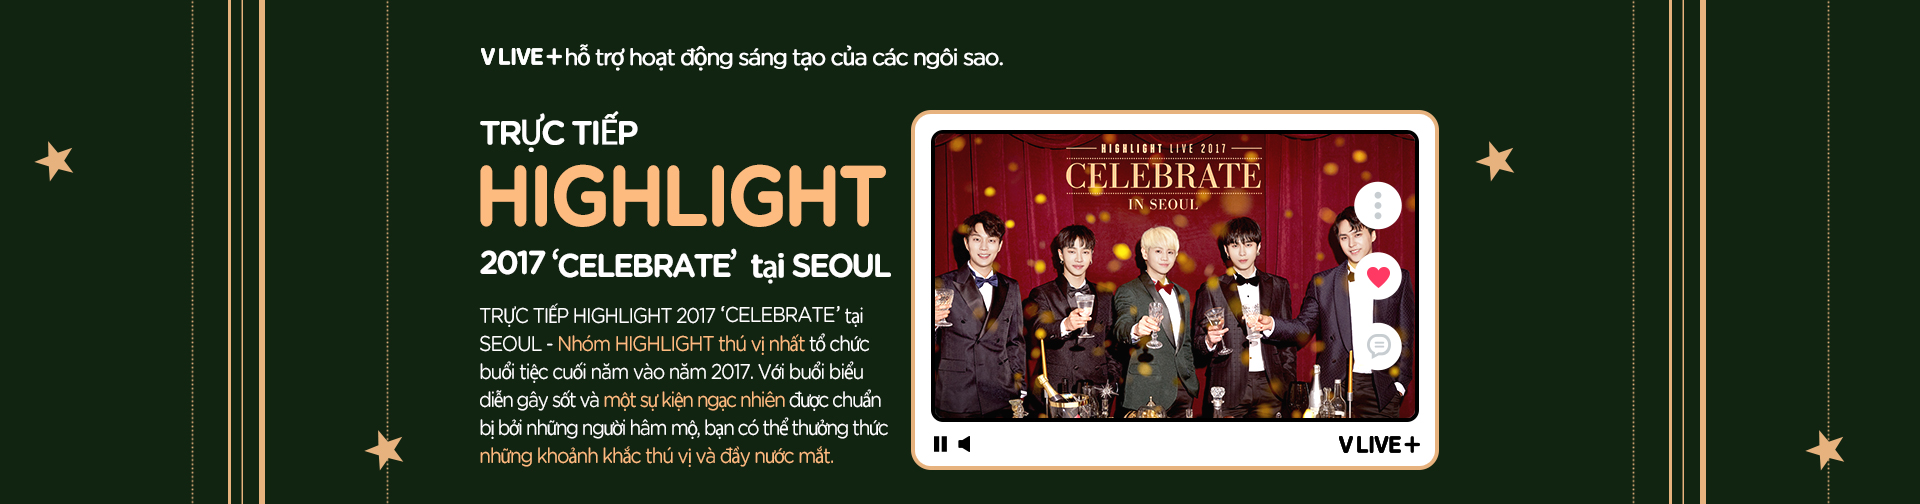 V LIVE+ hỗ trợ hoạt động sáng tạo của các ngôi sao.
TRỰC TIẾP
HIGHLIGHT
2017 ‘CELEBRATE’ tại SEOUL
TRỰC TIẾP HIGHLIGHT 2017 ‘CELEBRATE’ tại
SEOUL - Nhóm HIGHLIGHT thú vị nhất tổ chức
buổi tiệc cuối năm vào năm 2017. Với buổi biểu
diễn gây sốt và một sự kiện ngạc nhiên được chuẩn
bị bởi những người hâm mộ, bạn có thể thưởng thức
những khoảnh khắc thú vị và đầy nước mắt.
HIGHLIGHT LIVE 2017
CELEBRATE
IN SEOUL
V LIVE+